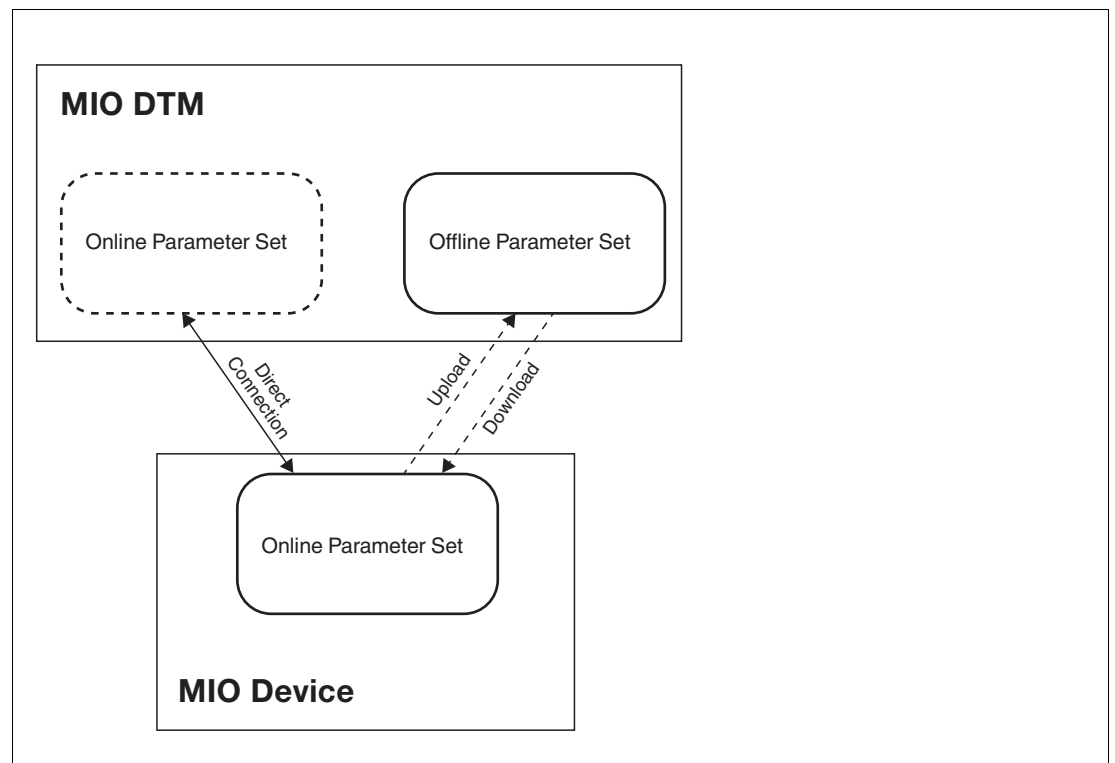 MIO DTM
Online Parameter Set
Offline Parameter Set
Direct
Connection
Upload
Download
Online Parameter Set
MIO Device